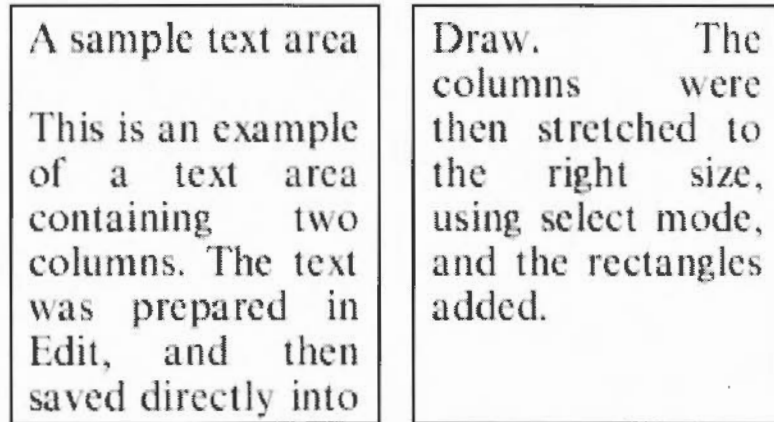 A sample text area
This is an example
of a text area
containing two
columns. The text
was prepared in
Edit, and then
saved directly into
Draw. The
columns were
then stretched to
the right size,
using select mode,
and the rectangles
added.